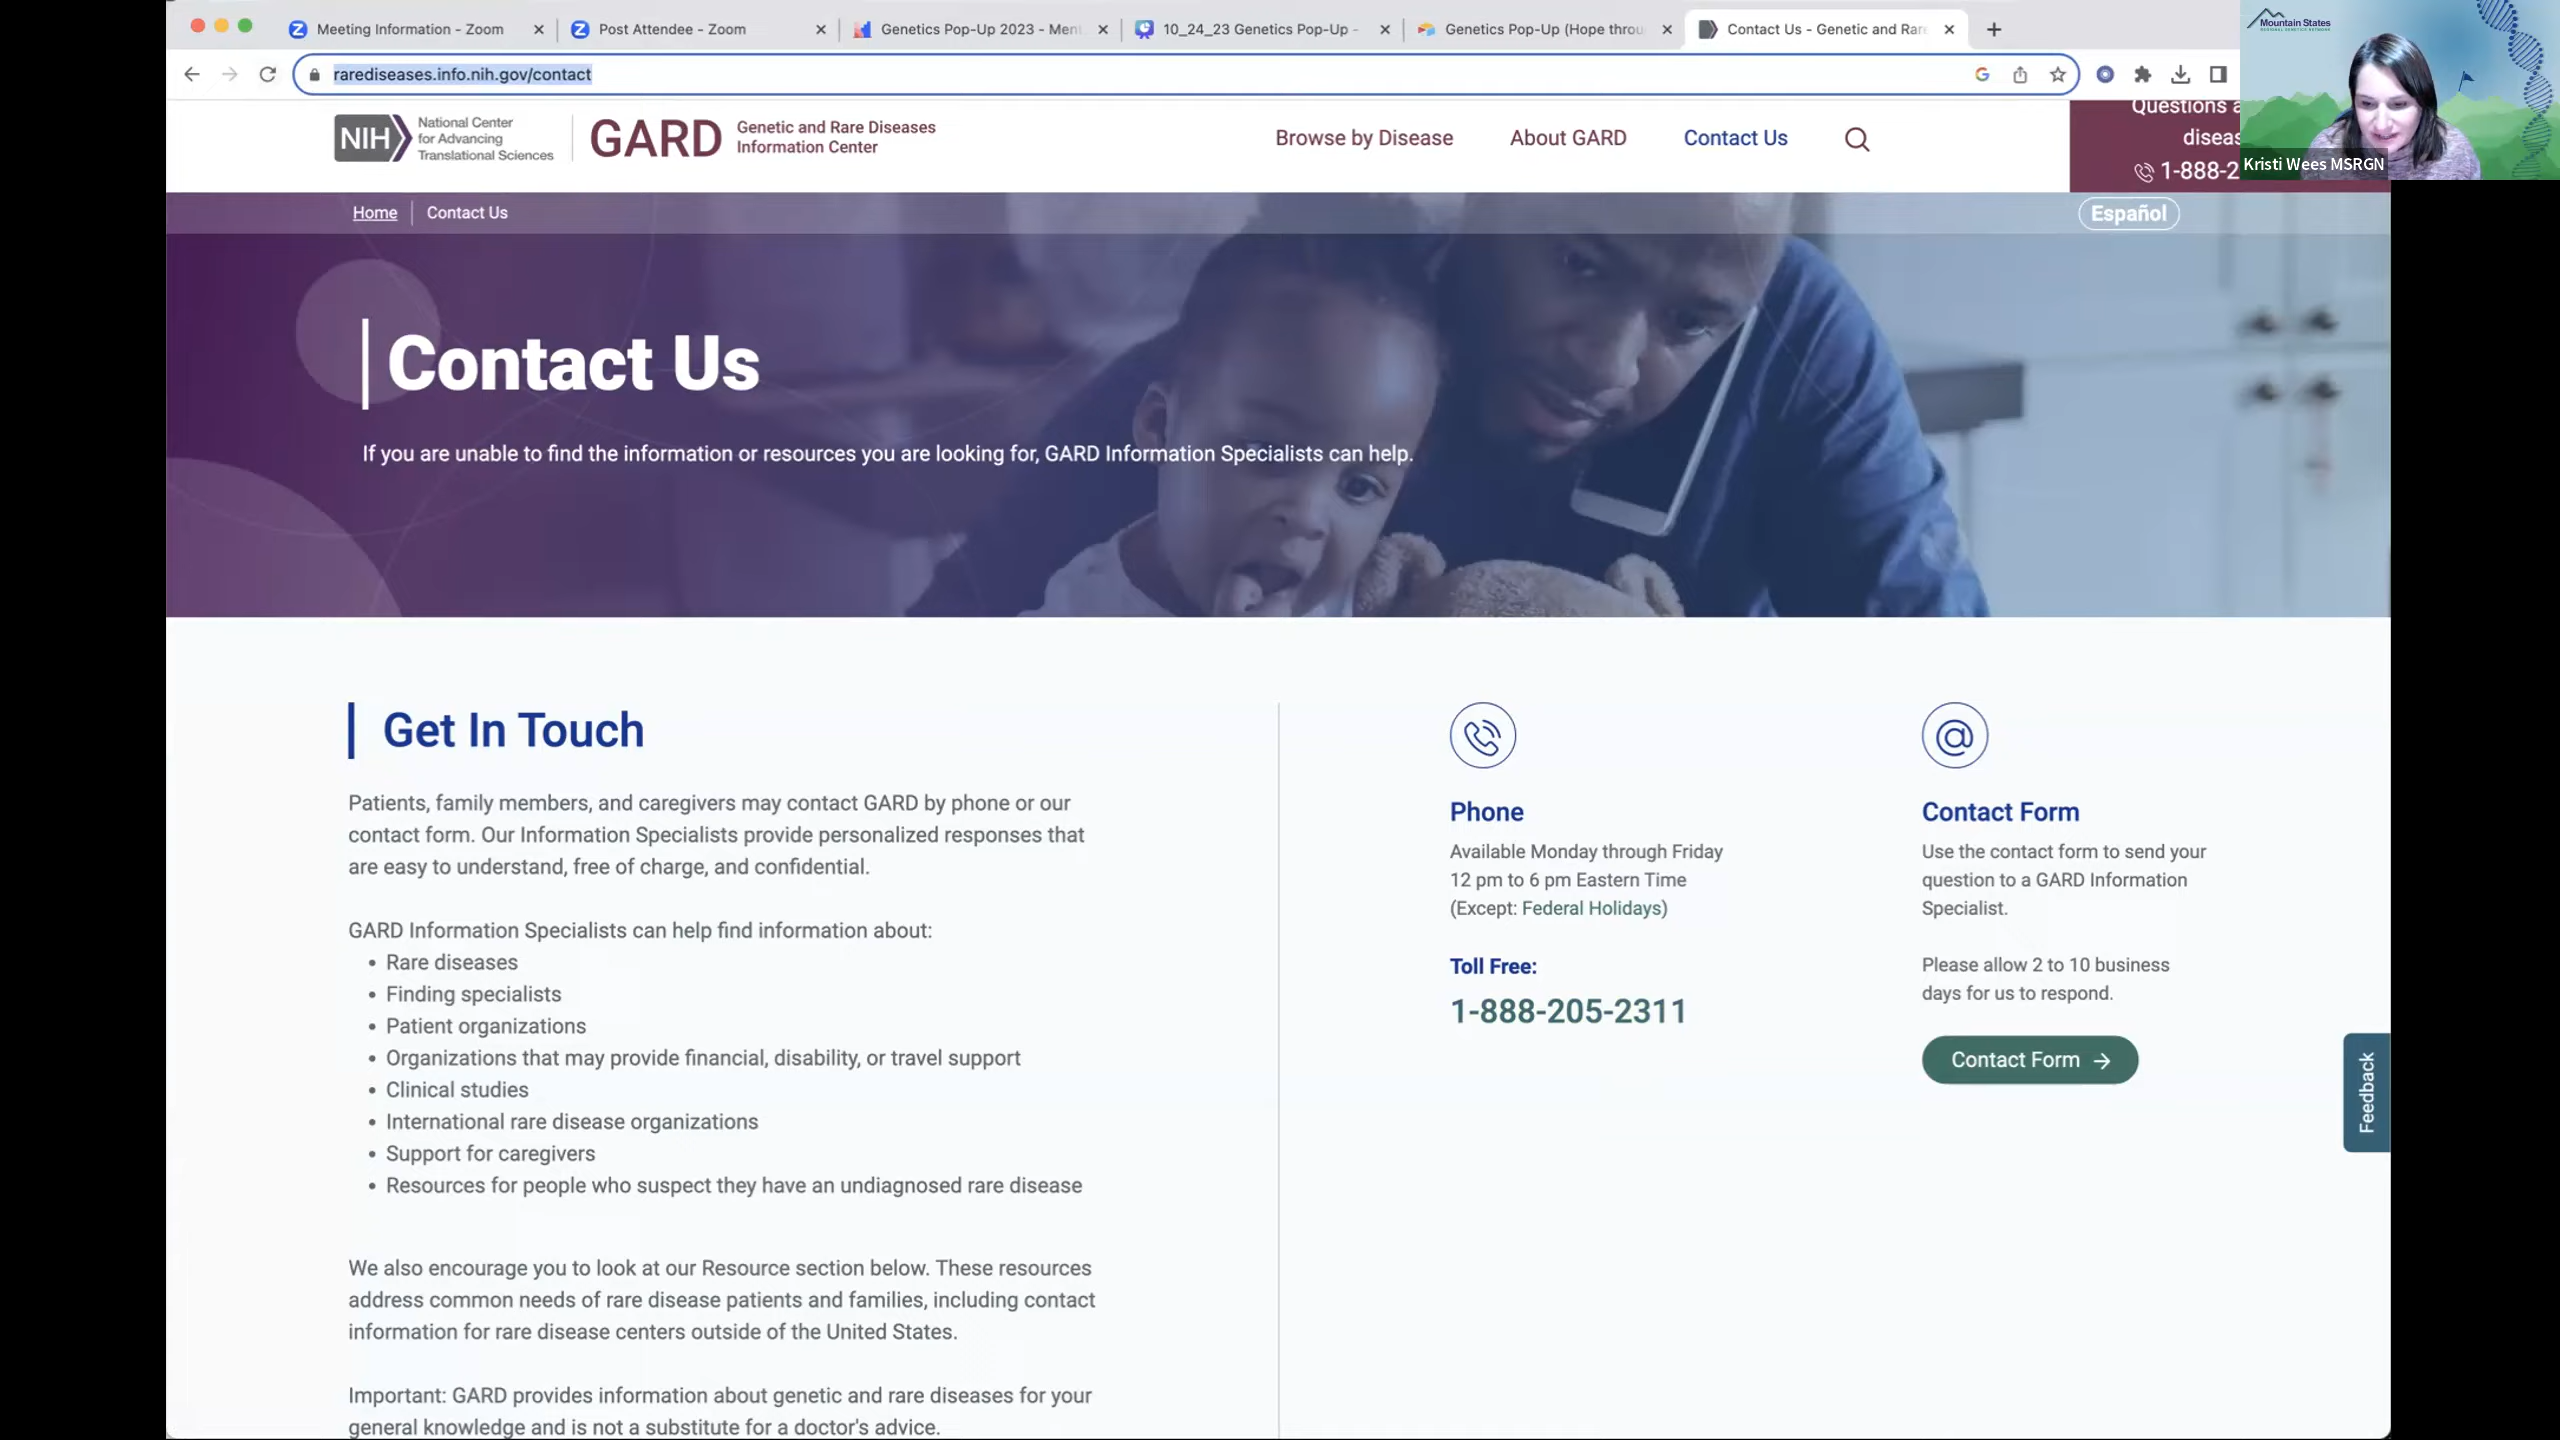 Meeting Information - Zoom
Post Attendee - Zoom
Genetics Pop-Up 2023 - Ment
10_24_23 Genetics Pop-Up -
Genetics Pop-Up (Hope throu
Contact Us - Genetic and Rare
rarediseases.info.nih.gov/contact
Mountain States
REGIONAL GENETICS NETWORK
Kristi Wees MSRGN
NIH
National Center
for Advancing
Translational Sciences
GARD
Genetic and Rare Diseases
Information Center
Browse by Disease
About GARD
Contact Us
Questions a
diseas
1-888-2
Home
Contact Us
Español
Contact Us
If you are unable to find the information or resources you are looking for, GARD Information Specialists can help.
Get In Touch
Patients, family members, and caregivers may contact GARD by phone or our
contact form. Our Information Specialists provide personalized responses that
are easy to understand, free of charge, and confidential.
GARD Information Specialists can help find information about:
• Rare diseases
• Finding specialists
• Patient organizations
• Organizations that may provide financial, disability, or travel support
• Clinical studies
• International rare disease organizations
• Support for caregivers
• Resources for people who suspect they have an undiagnosed rare disease
We also encourage you to look at our Resource section below. These resources
address common needs of rare disease patients and families, including contact
information for rare disease centers outside of the United States.
Important: GARD provides information about genetic and rare diseases for your
general knowledge and is not a substitute for a doctor's advice.
Phone
Available Monday through Friday
12 pm to 6 pm Eastern Time
(Except: Federal Holidays)
Toll Free:
1-888-205-2311
Contact Form
Use the contact form to send your
question to a GARD Information
Specialist.
Please allow 2 to 10 business
days for us to respond.
Contact Form →
Feedback